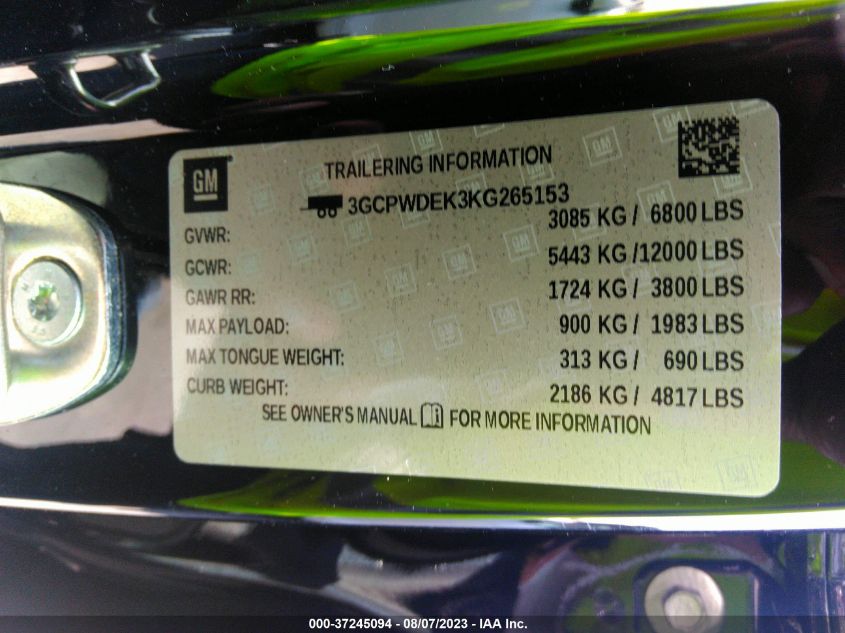 GM
TRAILERING INFORMATION
3GCPWDEK3KG265153
GVWR: 3085 KG / 6800 LBS
GCWR: 5443 KG / 12000 LBS
GAWR RR: 1724 KG / 3800 LBS
MAX PAYLOAD: 900 KG / 1983 LBS
MAX TONGUE WEIGHT: 313 KG / 690 LBS
CURB WEIGHT: 2186 KG / 4817 LBS
SEE OWNER'S MANUAL FOR MORE INFORMATION
000-37245094 - 08/07/2023 - IAA Inc.